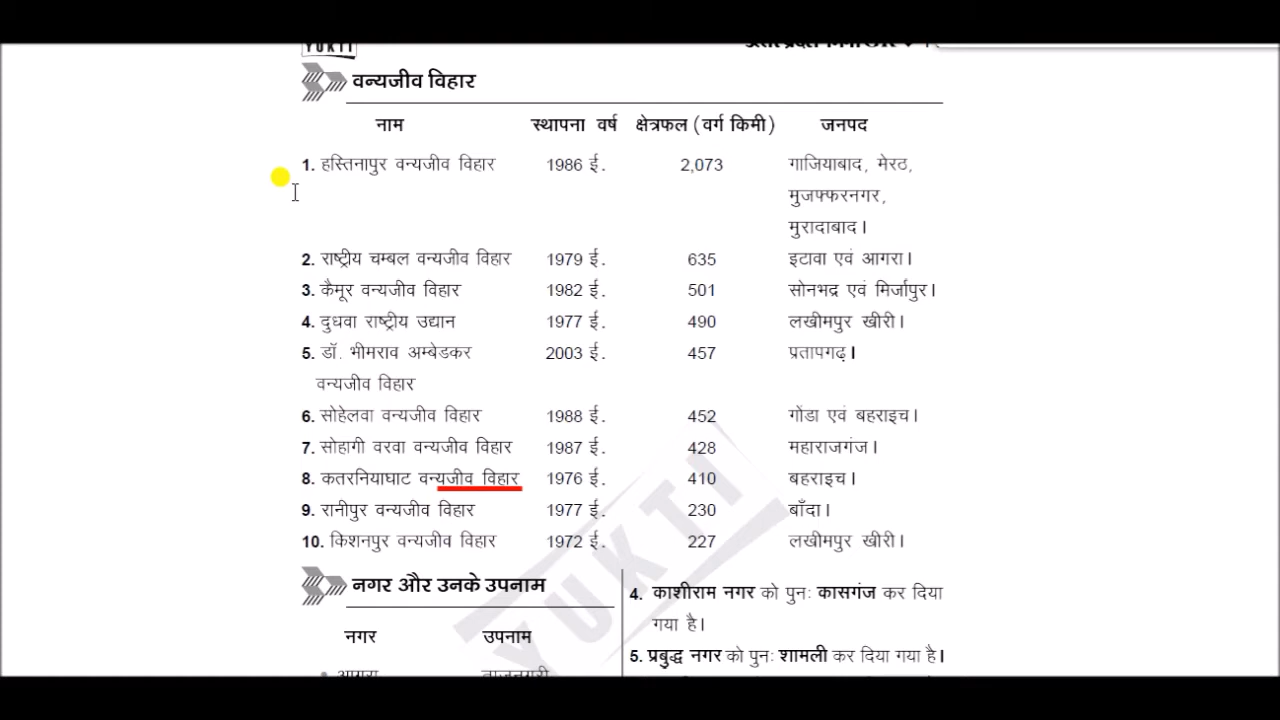 YUKTI
वन्यजीव विहार
नाम स्थापना वर्ष क्षेत्रफल (वर्ग किमी) जनपद
1. हस्तिनापुर वन्यजीव विहार 1986 ई. 2,073 गाजियाबाद, मेरठ,
मुजफ्फरनगर,
मुरादाबाद।
2. राष्ट्रीय चम्बल वन्यजीव विहार 1979 ई. 635 इटावा एवं आगरा।
3. कैमूर वन्यजीव विहार 1982 ई. 501 सोनभद्र एवं मिर्जापुर।
4. दुधवा राष्ट्रीय उद्यान 1977 ई. 490 लखीमपुर खीरी।
5. डॉ. भीमराव अम्बेडकर 2003 ई. 457 प्रतापगढ़।
वन्यजीव विहार
6. सोहेलवा वन्यजीव विहार 1988 ई. 452 गोंडा एवं बहराइच।
7. सोहागी वरवा वन्यजीव विहार 1987 ई. 428 महाराजगंज।
8. कतरनियाघाट वन्यजीव विहार 1976 ई. 410 बहराइच।
9. रानीपुर वन्यजीव विहार 1977 ई. 230 बाँदा।
10. किशनपुर वन्यजीव विहार 1972 ई. 227 लखीमपुर खीरी।
नगर और उनके उपनाम
नगर उपनाम
• आगरा ताजनगरी
4. काशीराम नगर को पुनः कासगंज कर दिया
गया है।
5. प्रबुद्ध नगर को पुनः शामली कर दिया गया है।
YUKTI